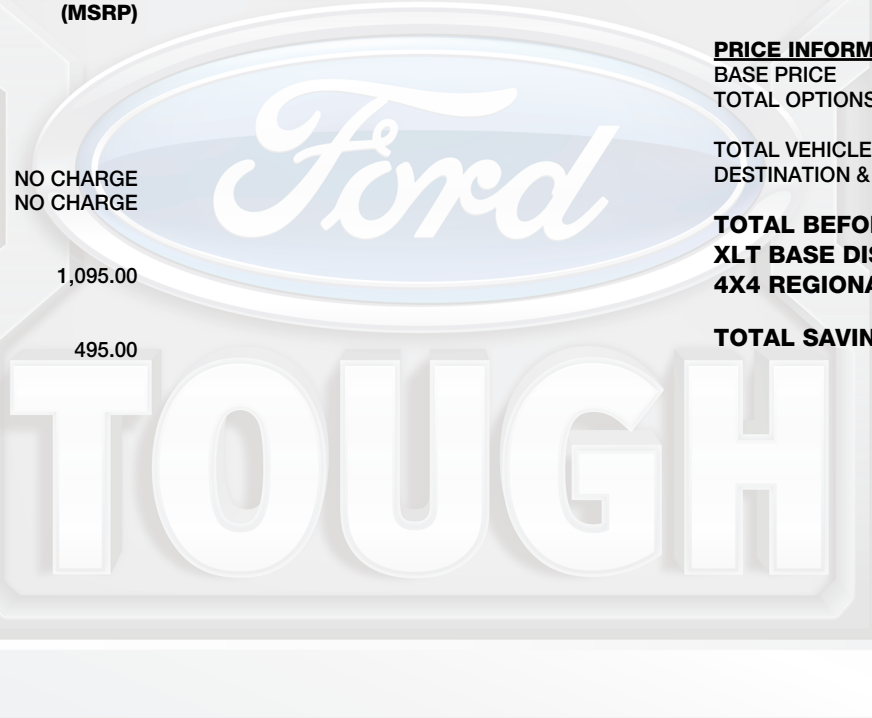 (MSRP)
NO CHARGE
NO CHARGE
1,095.00
495.00
PRICE INFORM
BASE PRICE
TOTAL OPTIONS
TOTAL VEHICLE
DESTINATION &
TOTAL BEFO
XLT BASE DI
4X4 REGIONA
TOTAL SAVIN
Ford
TOUGH